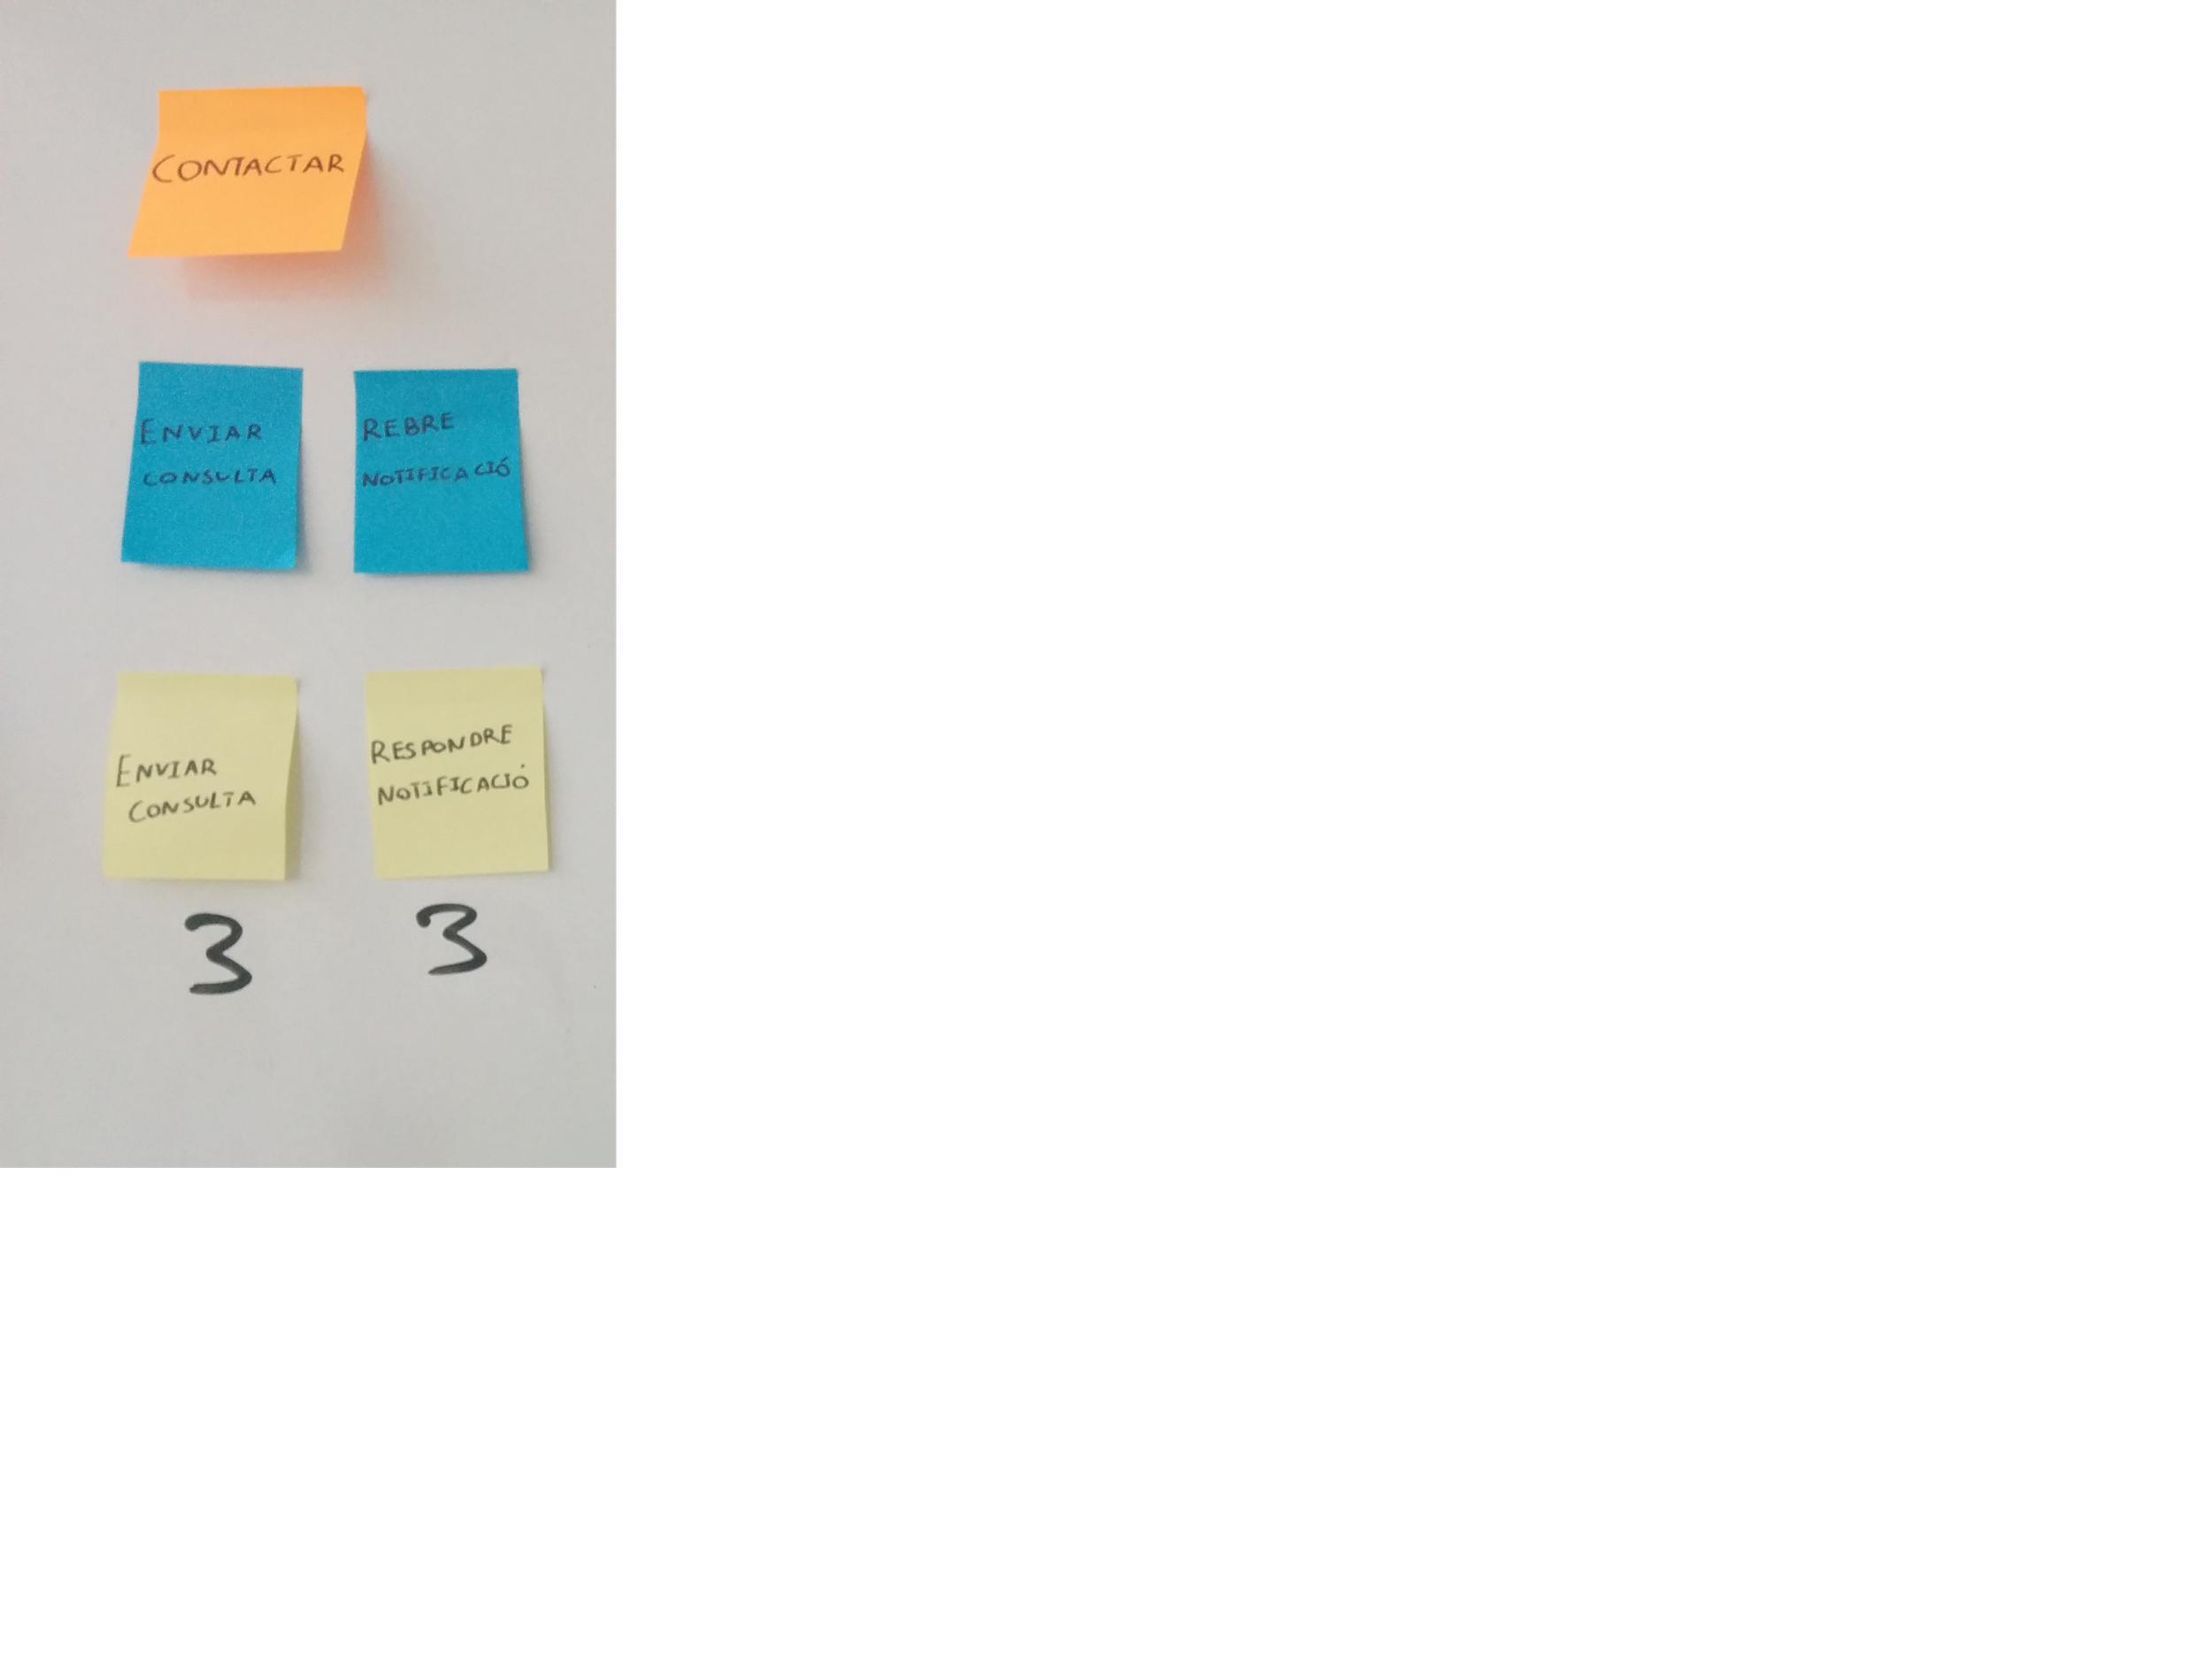 CONTACTAR
ENVIAR
CONSULTA
REBRE
NOTIFICACIÓ
ENVIAR
CONSULTA
RESPONDRE
NOTIFICACIÓ
3
3